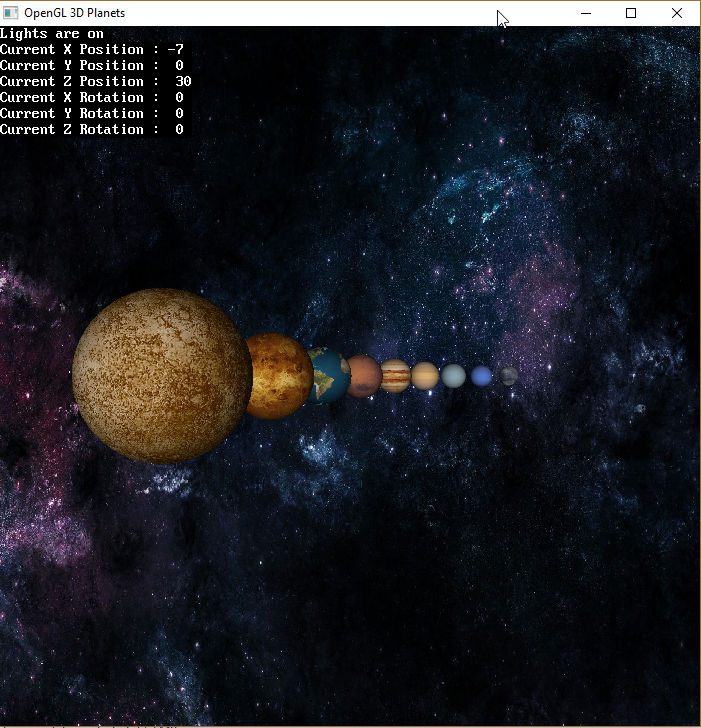 OpenGL 3D Planets
Lights are on
Current X Position : -7
Current Y Position :  0
Current Z Position :  30
Current X Rotation :  0
Current Y Rotation :  0
Current Z Rotation :  0